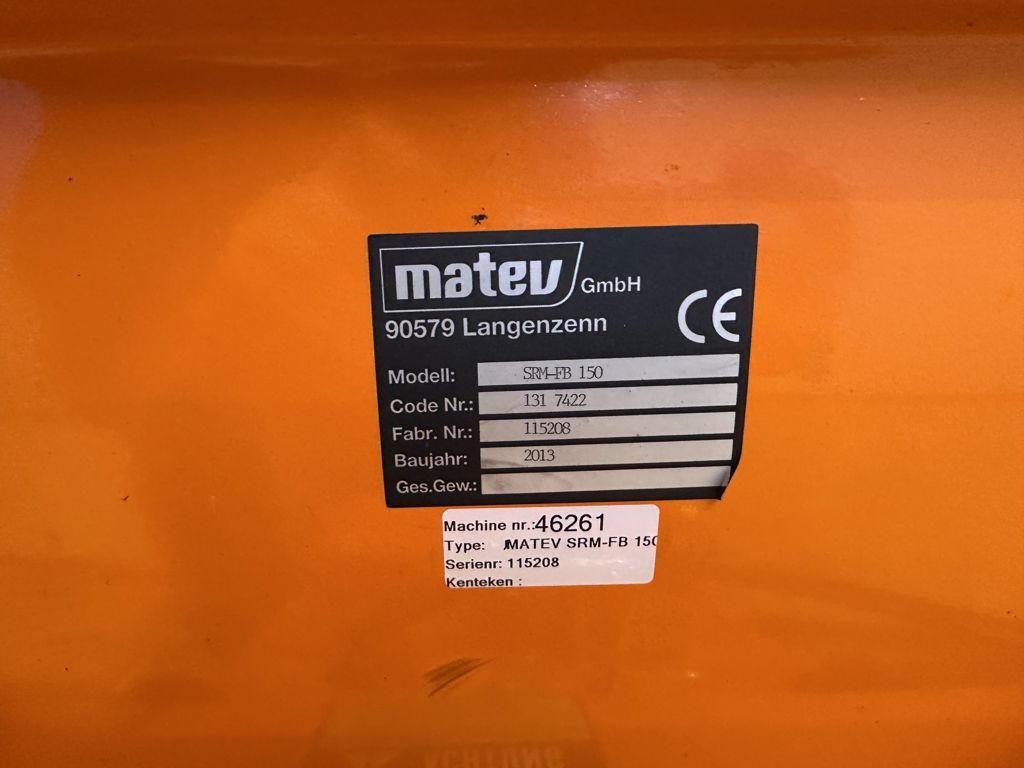 matev GmbH
CE
90579 Langenzenn
Modell: SRM-FB 150
Code Nr.: 131 7422
Fabr. Nr.: 115208
Baujahr: 2013
Ges.Gew.:
Machine nr.:46261
Type: MATEV SRM-FB 150
Serienr: 115208
Kenteken :
ACHTUNG